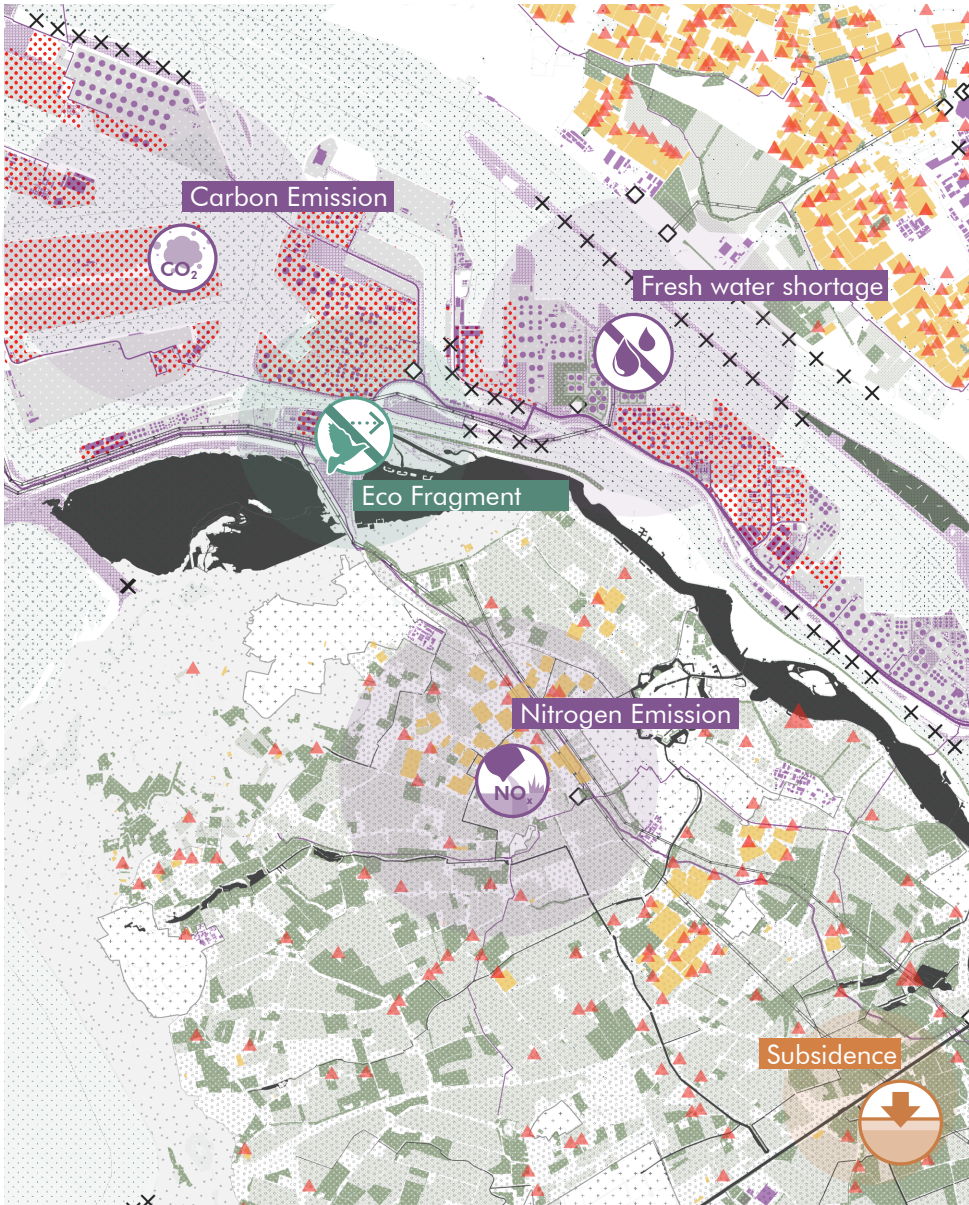 Carbon Emission
CO₂
Fresh water shortage
Eco Fragment
Nitrogen Emission
NOₓ
Subsidence